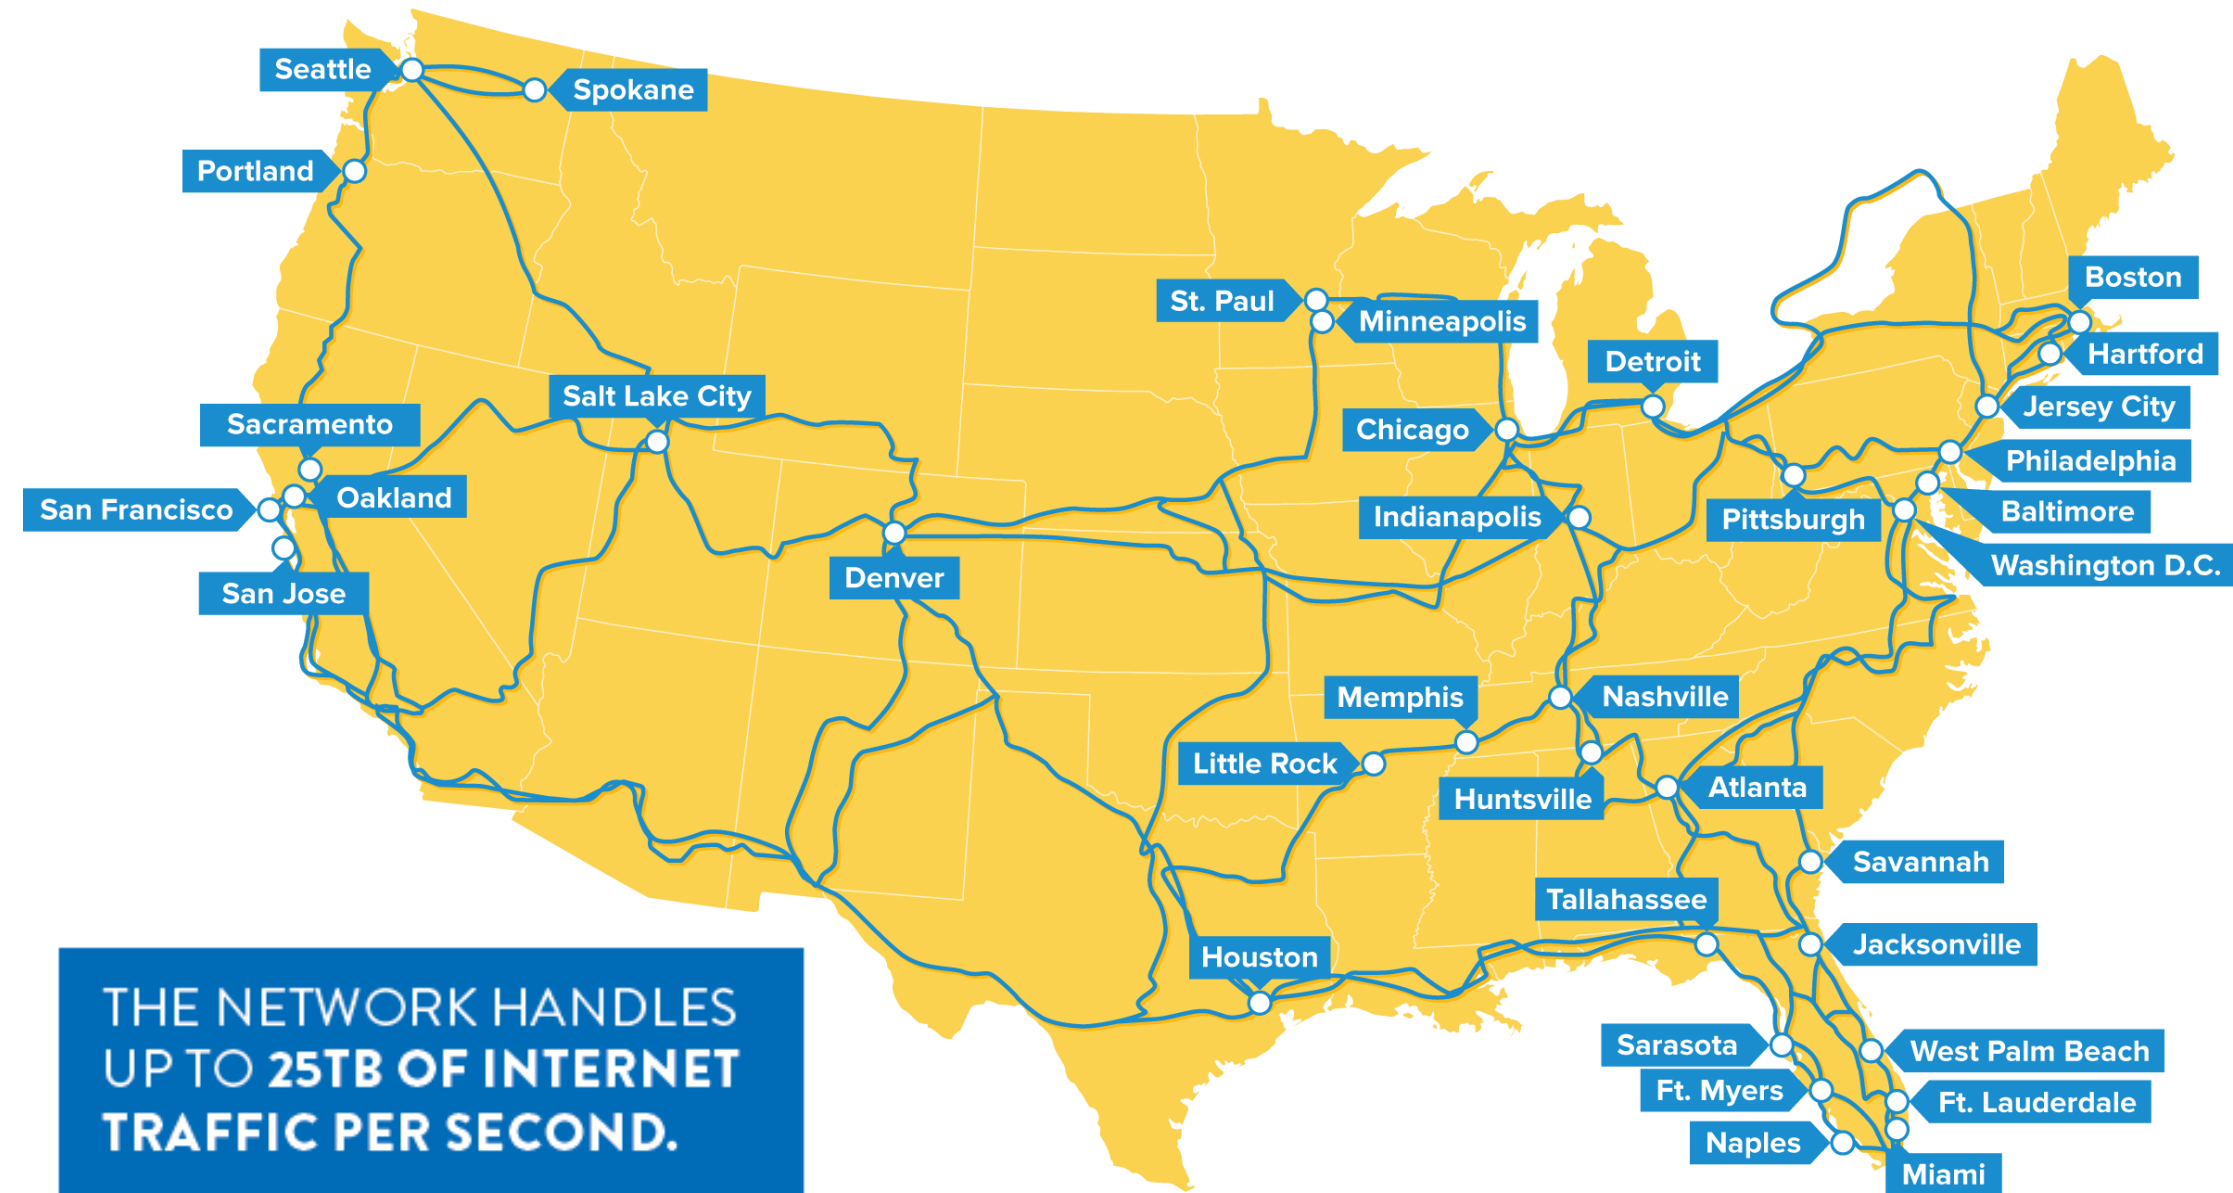 Seattle
Spokane
Portland
Boston
St. Paul
Minneapolis
Detroit
Hartford
Salt Lake City
Jersey City
Sacramento
Chicago
Philadelphia
Oakland
San Francisco
Indianapolis
Pittsburgh
Baltimore
Washington D.C.
Denver
San Jose
Memphis
Nashville
Little Rock
Huntsville
Atlanta
Savannah
Tallahassee
Jacksonville
Houston
Sarasota
West Palm Beach
Ft. Myers
Ft. Lauderdale
Naples
Miami
THE NETWORK HANDLES
UP TO 25TB OF INTERNET
TRAFFIC PER SECOND.